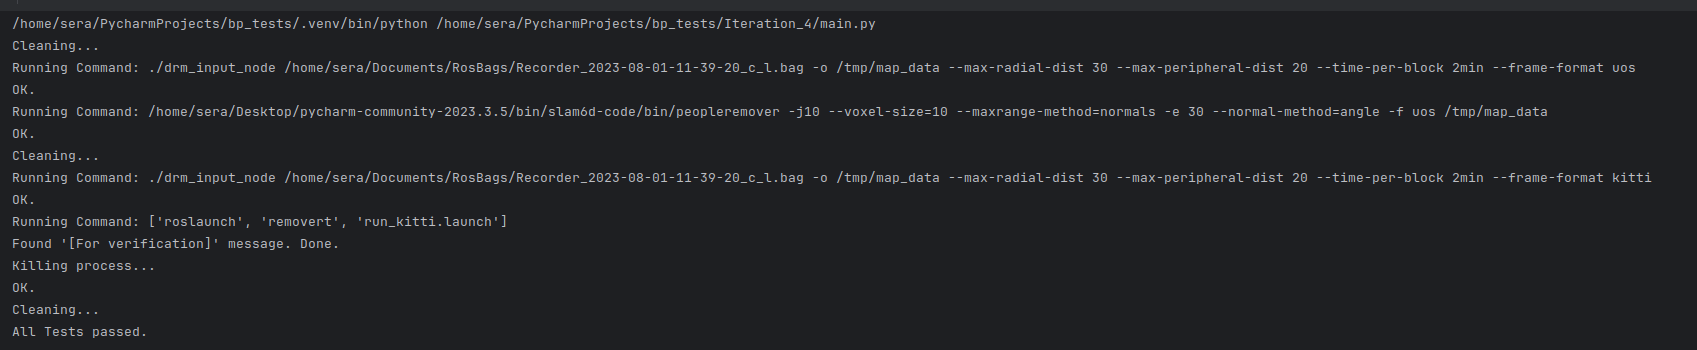 /home/sera/PycharmProjects/bp_tests/.venv/bin/python /home/sera/PycharmProjects/bp_tests/Iteration_4/main.py
Cleaning...
Running Command: ./drm_input_node /home/sera/Documents/RosBags/Recorder_2023-08-01-11-39-20_c_l.bag -o /tmp/map_data --max-radial-dist 30 --max-peripheral-dist 20 --time-per-block 2min --frame-format uos
OK.
Running Command: /home/sera/Desktop/pycharm-community-2023.3.5/bin/slam6d-code/bin/peopleremover -j10 --voxel-size=10 --maxrange-method=normals -e 30 --normal-method=angle -f uos /tmp/map_data
OK.
Cleaning...
Running Command: ./drm_input_node /home/sera/Documents/RosBags/Recorder_2023-08-01-11-39-20_c_l.bag -o /tmp/map_data --max-radial-dist 30 --max-peripheral-dist 20 --time-per-block 2min --frame-format kitti
OK.
Running Command: ['roslaunch', 'removert', 'run_kitti.launch']
Found '[For verification]' message. Done.
Killing process...
OK.
Cleaning...
All Tests passed.